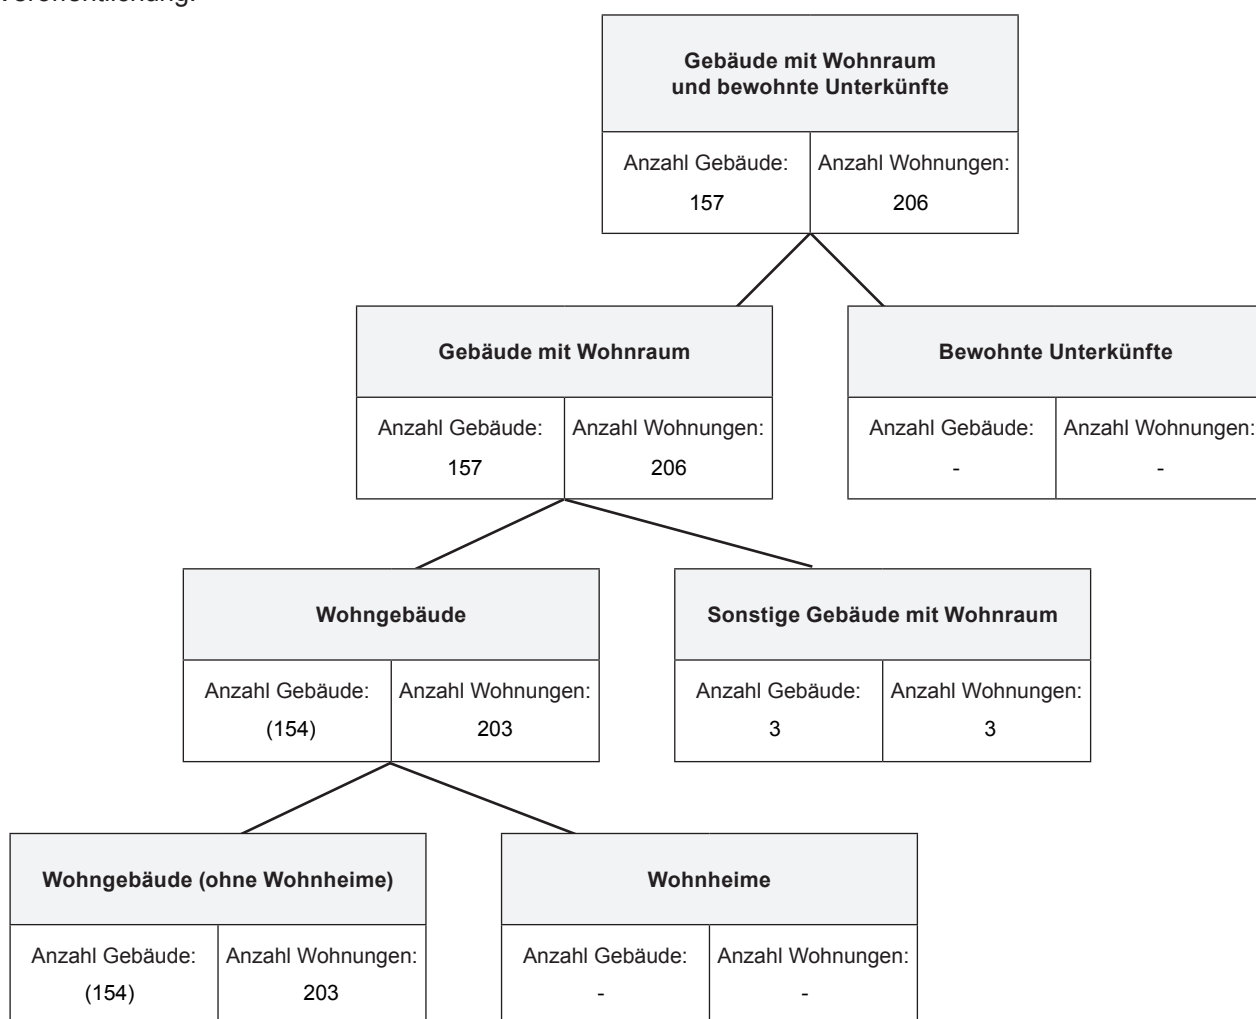 Veröffentlichung.
Gebäude mit Wohnraum
und bewohnte Unterkünfte
Anzahl Gebäude: Anzahl Wohnungen:
157 206
Gebäude mit Wohnraum Bewohnte Unterkünfte
Anzahl Gebäude: Anzahl Wohnungen: Anzahl Gebäude: Anzahl Wohnungen:
157 206 - -
Wohngebäude Sonstige Gebäude mit Wohnraum
Anzahl Gebäude: Anzahl Wohnungen: Anzahl Gebäude: Anzahl Wohnungen:
(154) 203 3 3
Wohngebäude (ohne Wohnheime) Wohnheime
Anzahl Gebäude: Anzahl Wohnungen: Anzahl Gebäude: Anzahl Wohnungen:
(154) 203 - -